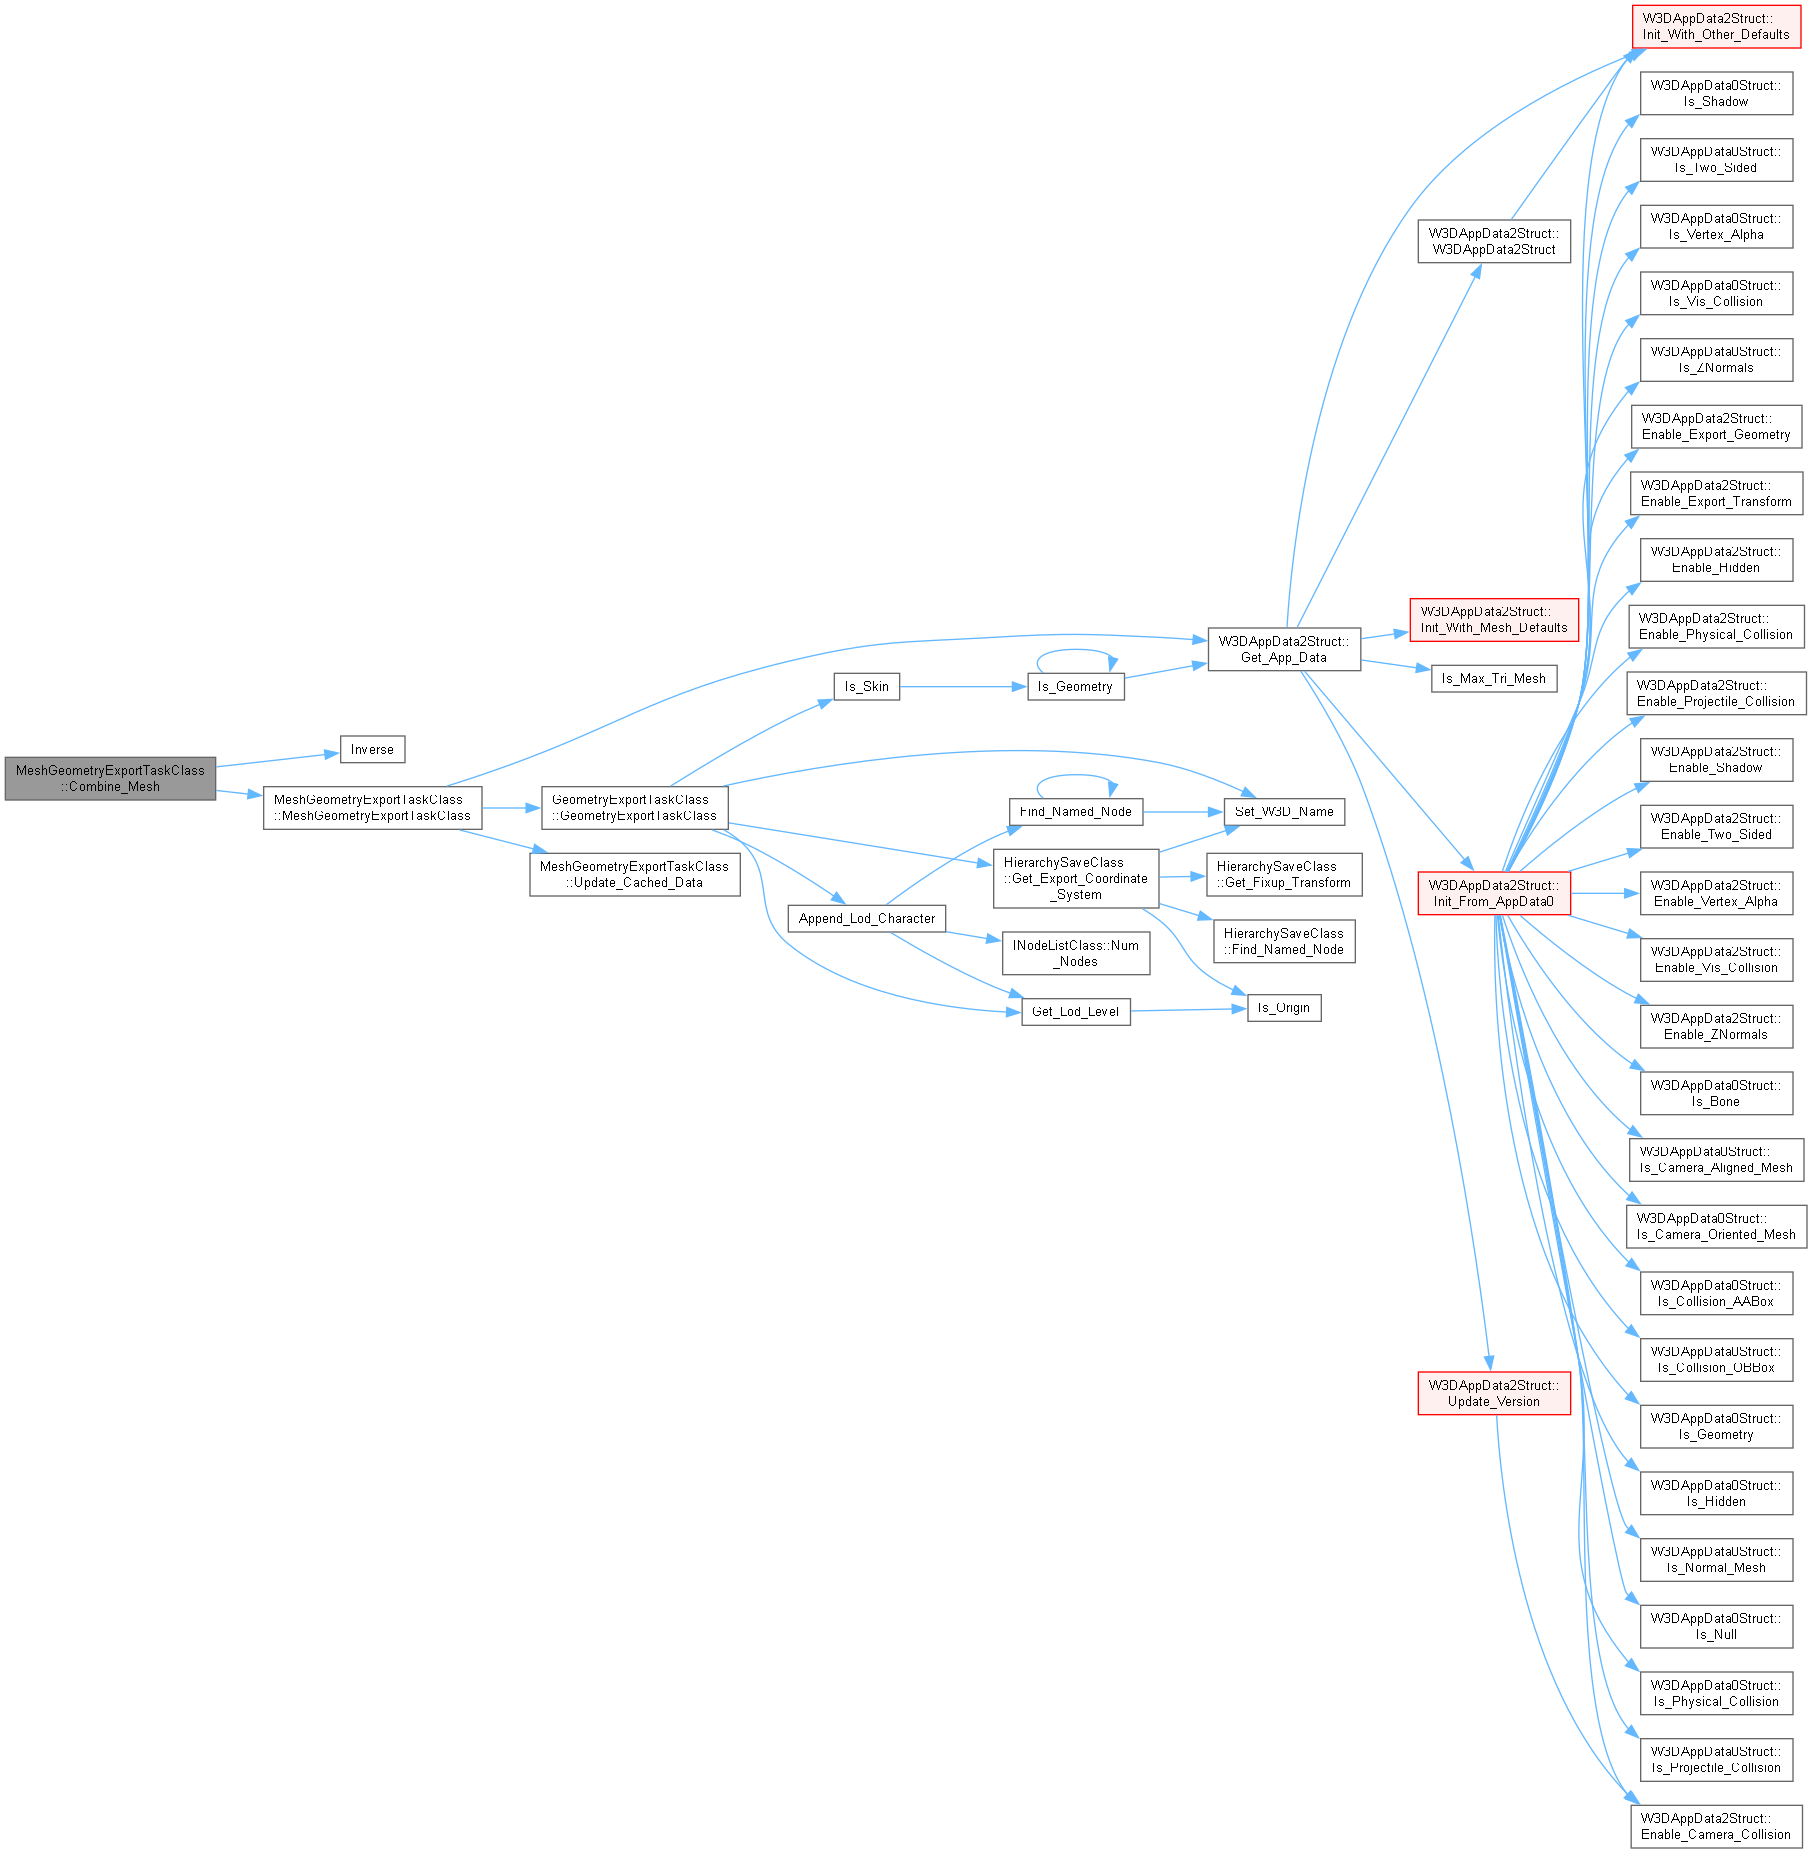 MeshGeometryExportTaskClass
::Combine_Mesh
Inverse
MeshGeometryExportTaskClass
::MeshGeometryExportTaskClass
GeometryExportTaskClass
::GeometryExportTaskClass
MeshGeometryExportTaskClass
::Update_Cached_Data
Is_Skin
Append_Lod_Character
Is_Geometry
Find_Named_Node
HierarchySaveClass
::Get_Export_Coordinate
_System
INodeListClass::Num
_Nodes
Get_Lod_Level
W3DAppData2Struct::
Get_App_Data
Set_W3D_Name
HierarchySaveClass
::Get_Fixup_Transform
HierarchySaveClass
::Find_Named_Node
Is_Origin
W3DAppData2Struct::
W3DAppData2Struct
W3DAppData2Struct::
Init_With_Mesh_Defaults
Is_Max_Tri_Mesh
W3DAppData2Struct::
Init_From_AppData0
W3DAppData2Struct::
Update_Version
W3DAppData2Struct::
Init_With_Other_Defaults
W3DAppData0Struct::
Is_Shadow
W3DAppData0Struct::
Is_Two_Sided
W3DAppData0Struct::
Is_Vertex_Alpha
W3DAppData0Struct::
Is_Vis_Collision
W3DAppData0Struct::
Is_ZNormals
W3DAppData2Struct::
Enable_Export_Geometry
W3DAppData2Struct::
Enable_Export_Transform
W3DAppData2Struct::
Enable_Hidden
W3DAppData2Struct::
Enable_Physical_Collision
W3DAppData2Struct::
Enable_Projectile_Collision
W3DAppData2Struct::
Enable_Shadow
W3DAppData2Struct::
Enable_Two_Sided
W3DAppData2Struct::
Enable_Vertex_Alpha
W3DAppData2Struct::
Enable_Vis_Collision
W3DAppData2Struct::
Enable_ZNormals
W3DAppData0Struct::
Is_Bone
W3DAppData0Struct::
Is_Camera_Aligned_Mesh
W3DAppData0Struct::
Is_Camera_Oriented_Mesh
W3DAppData0Struct::
Is_Collision_AABox
W3DAppData0Struct::
Is_Collision_OBBox
W3DAppData0Struct::
Is_Geometry
W3DAppData0Struct::
Is_Hidden
W3DAppData0Struct::
Is_Normal_Mesh
W3DAppData0Struct::
Is_Null
W3DAppData0Struct::
Is_Physical_Collision
W3DAppData0Struct::
Is_Projectile_Collision
W3DAppData2Struct::
Enable_Camera_Collision